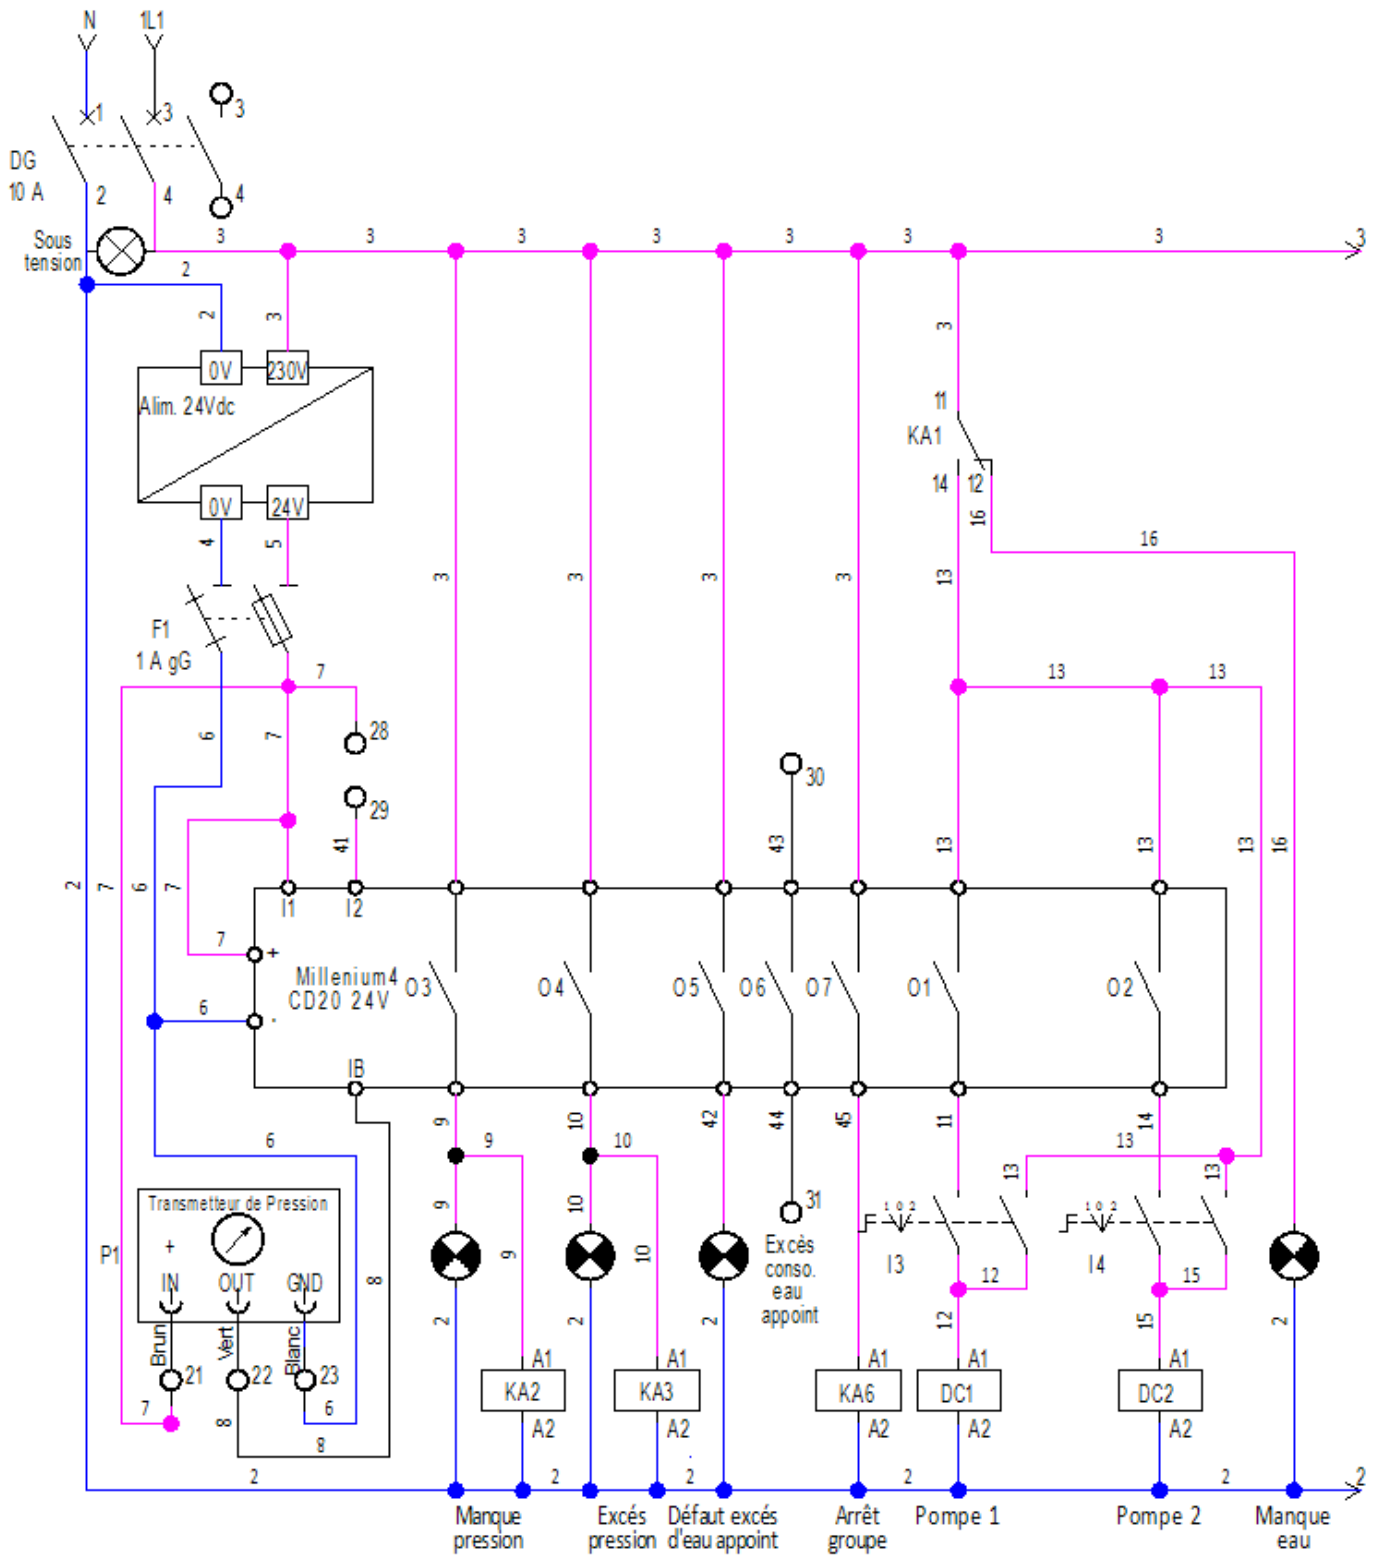 N 1L1
1 3 3
DG
10 A
2 4 4
Sous
tension
3 3 3 3 3 3 3 3
2
2 3 3
0V 230V
Alim. 24Vdc
11
KA1
0V 24V
14 12
4 5 16 16
3 3 3 3 13
F1
1 A gG
7 13 13
6 7 28
30
29
41 43 13 13 13 16
2 7 6 7
I1 I2
7 +
Millenium4
CD20 24V
O3 O4 O5 O6 O7 O1 O2
6 -
IB
9 10 42 44 45 11 14
6 9 10 13
13 13
Transmetteur de Pression
9 10 31
1 0 2 1 0 2
P1 +
Excès
conso.
eau
appoint
9 10 I3 I4
IN OUT GND
8 12 15
Brun Vert Blanc
2 2 2 12 15 2
21 22 23
A1 A1 A1 A1 A1
KA2 KA3 KA6 DC1 DC2
7 8 6
A2 A2 A2 A2 A2
8
2 2 2 2 2 2
Manque
pression
Excés
pression
Défaut excés
d'eau appoint
Arrêt
groupe
Pompe 1
Pompe 2
Manque
eau